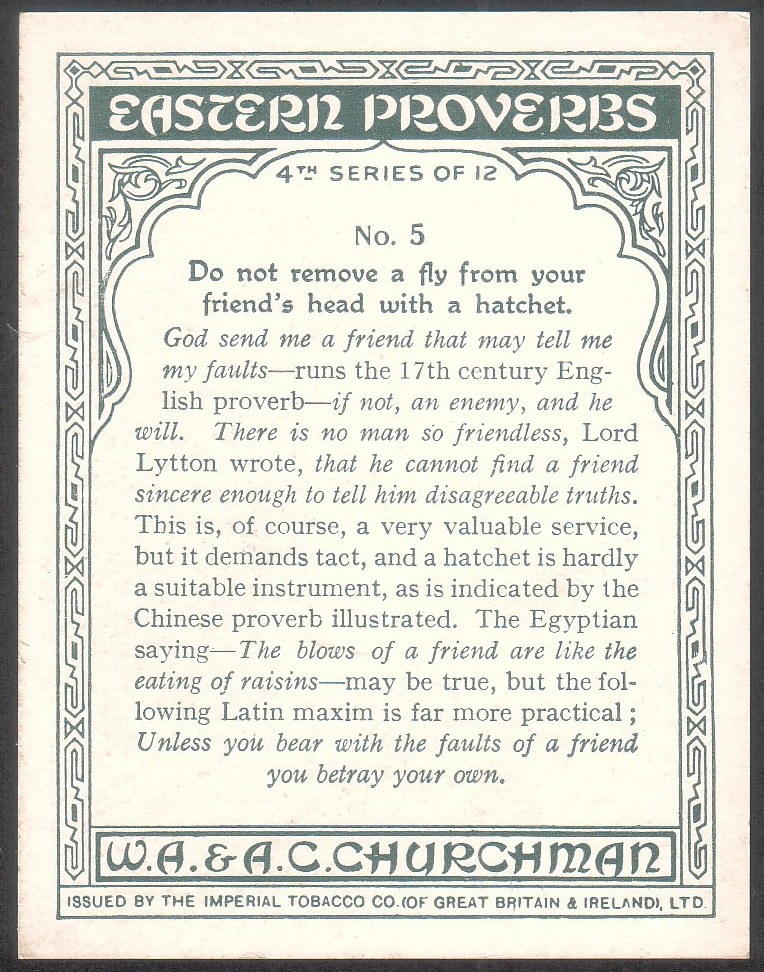 EASTERN PROVERBS
4TH SERIES OF 12
No. 5
Do not remove a fly from your
friend's head with a hatchet.
God send me a friend that may tell me
my faults—runs the 17th century Eng-
lish proverb—if not, an enemy, and he
will. There is no man so friendless, Lord
Lytton wrote, that he cannot find a friend
sincere enough to tell him disagreeable truths.
This is, of course, a very valuable service,
but it demands tact, and a hatchet is hardly
a suitable instrument, as is indicated by the
Chinese proverb illustrated. The Egyptian
saying—The blows of a friend are like the
eating of raisins—may be true, but the fol-
lowing Latin maxim is far more practical;
Unless you bear with the faults of a friend
you betray your own.
W.A. & A.C. CHURCHMAN
ISSUED BY THE IMPERIAL TOBACCO CO. (OF GREAT BRITAIN & IRELAND), LTD.